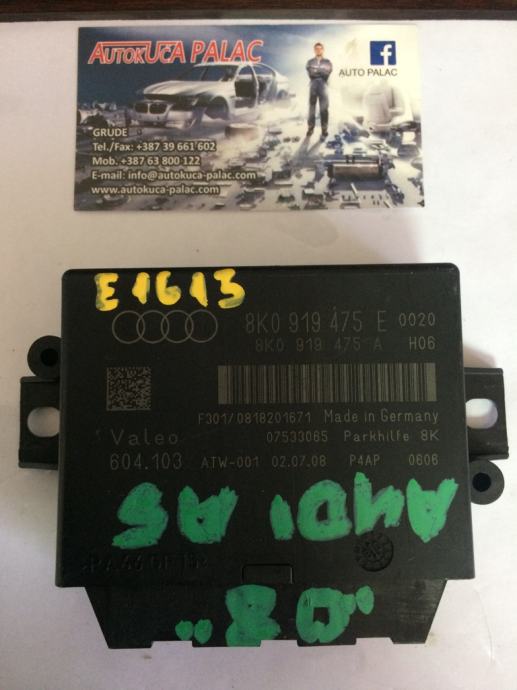 AUTOKUĆA PALAC
f
AUTO PALAC
GRUDE
Tel./Fax: +387 39 661 602
Mob. +387 63 800 122
E-mail: info@autokuca-palac.com
www.autokuca-palac.com
E1613
8K0 919 475 E 0020
8K0 919 475 A H06
F301/0818201671 Made in Germany
Valeo 07533065 Parkhilfe 8K
604.103 ATW-001 02.07.08 P4AP 0606
AUDI A5
"08"